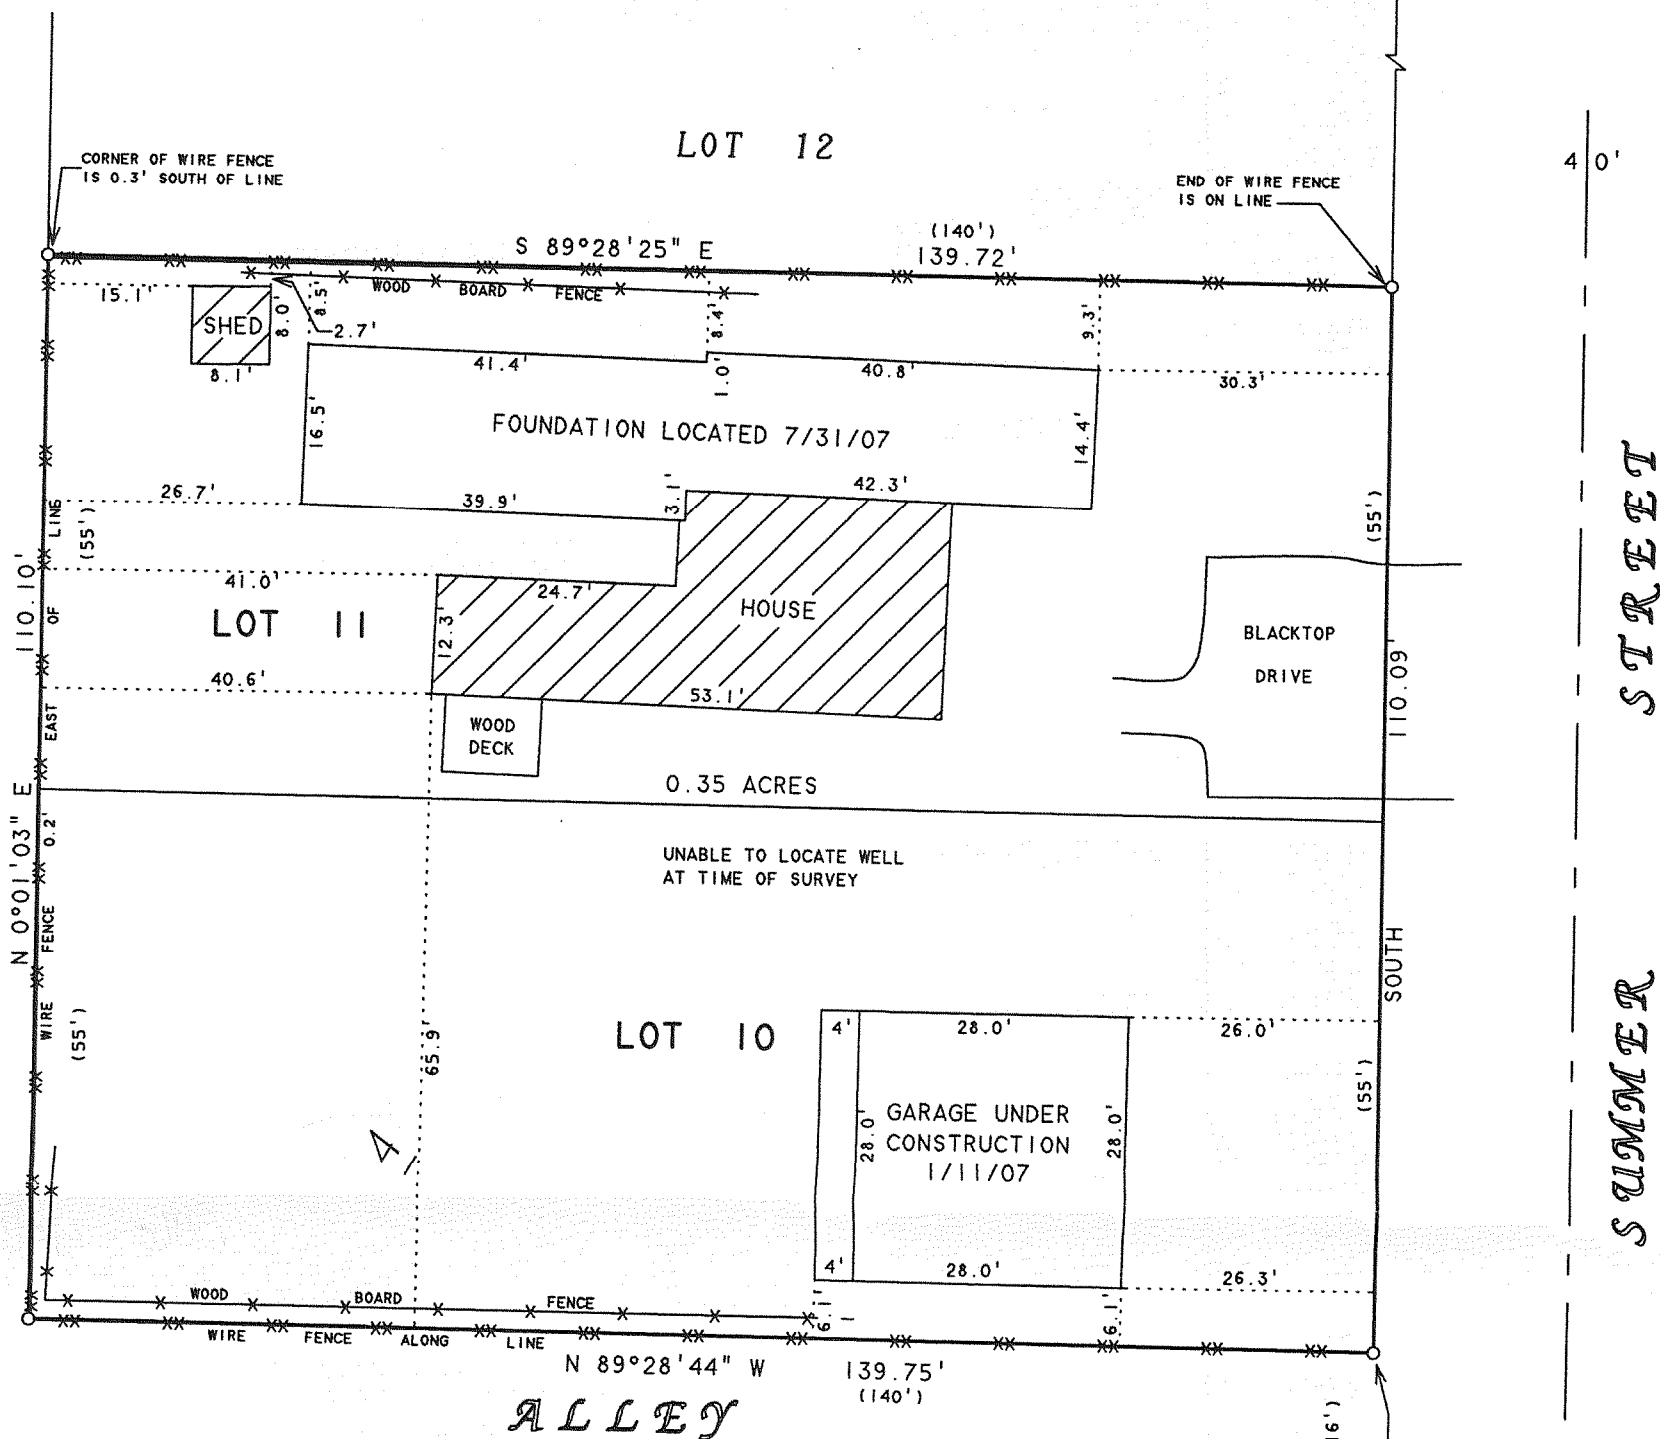 LOT 12
40'
CORNER OF WIRE FENCE
IS 0.3' SOUTH OF LINE
END OF WIRE FENCE
IS ON LINE
S 89°28'25" E
(140')
139.72'
WOOD BOARD FENCE
15.1'
SHED
8.0'
8.5'
2.7'
8.1'
8.4'
9.3'
41.4'
1.0'
40.8'
30.3'
16.5'
FOUNDATION LOCATED 7/31/07
14.4'
26.7'
39.9'
3.1'
42.3'
(55')
(55')
41.0'
24.7'
12.3'
HOUSE
LOT 11
BLACKTOP
DRIVE
40.6'
53.1'
WOOD
DECK
110.10'
N 0°01'03" E
WIRE FENCE 0.2' EAST OF LINE
110.09'
SOUTH
0.35 ACRES
UNABLE TO LOCATE WELL
AT TIME OF SURVEY
(55')
(55')
65.9'
LOT 10
4'
28.0'
26.0'
GARAGE UNDER
CONSTRUCTION
1/11/07
28.0'
28.0'
4'
28.0'
26.3'
6.1'
6.1'
WOOD BOARD FENCE
WIRE FENCE ALONG LINE
N 89°28'44" W
139.75'
(140')
ALLEY
SUMMER STREET